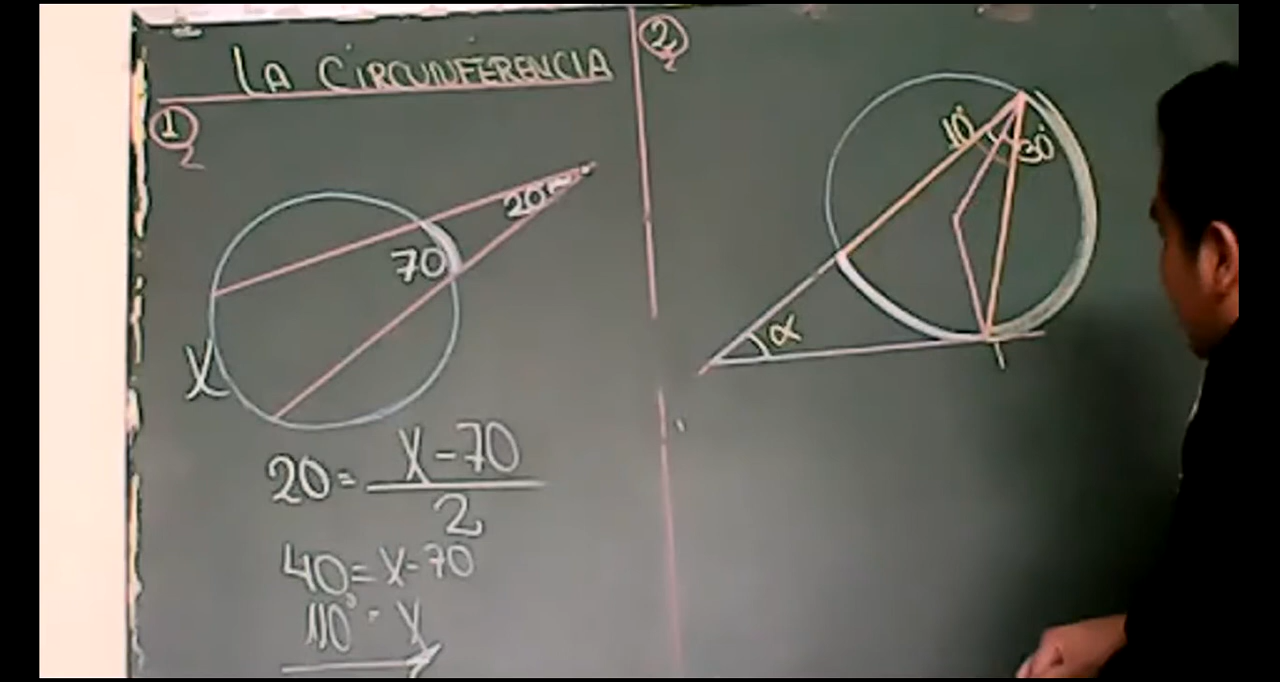 LA CIRCUNFERENCIA
1
20
70
X
20 = X-70
2
40 = X-70
110° = X
2
10°
30°
α